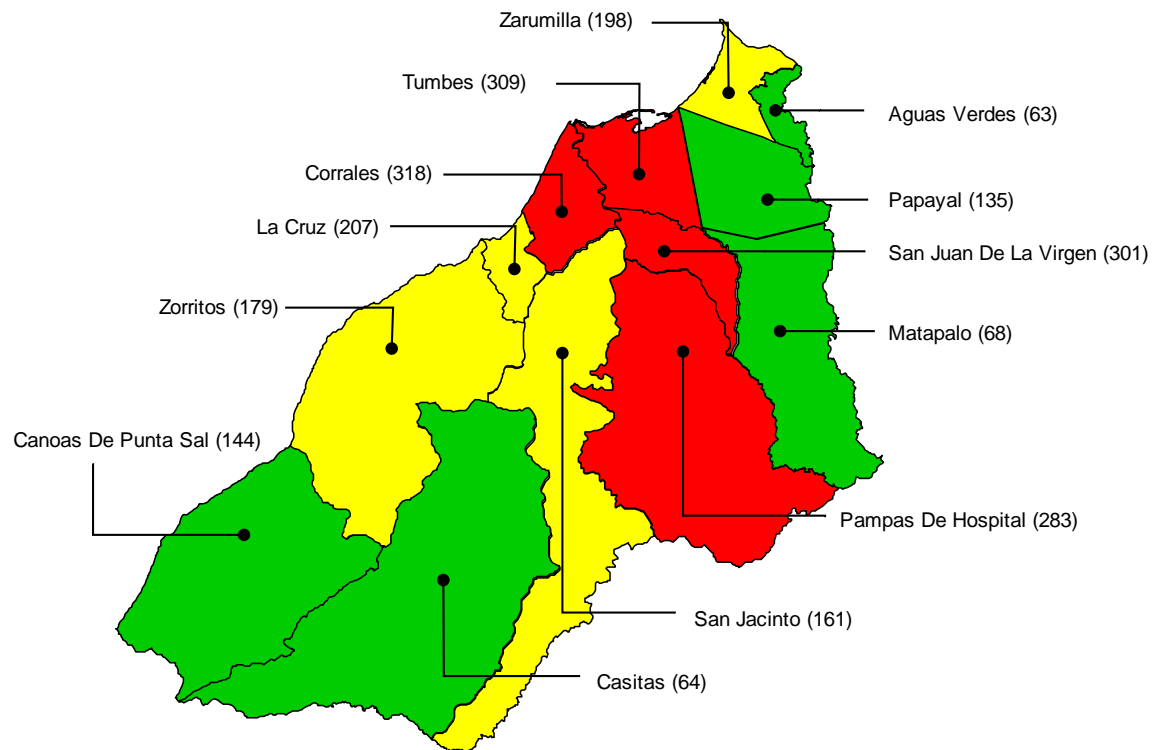 Zarumilla (198)
Tumbes (309)
Aguas Verdes (63)
Corrales (318)
Papayal (135)
La Cruz (207)
San Juan De La Virgen (301)
Zorritos (179)
Matapalo (68)
Canoas De Punta Sal (144)
Pampas De Hospital (283)
San Jacinto (161)
Casitas (64)